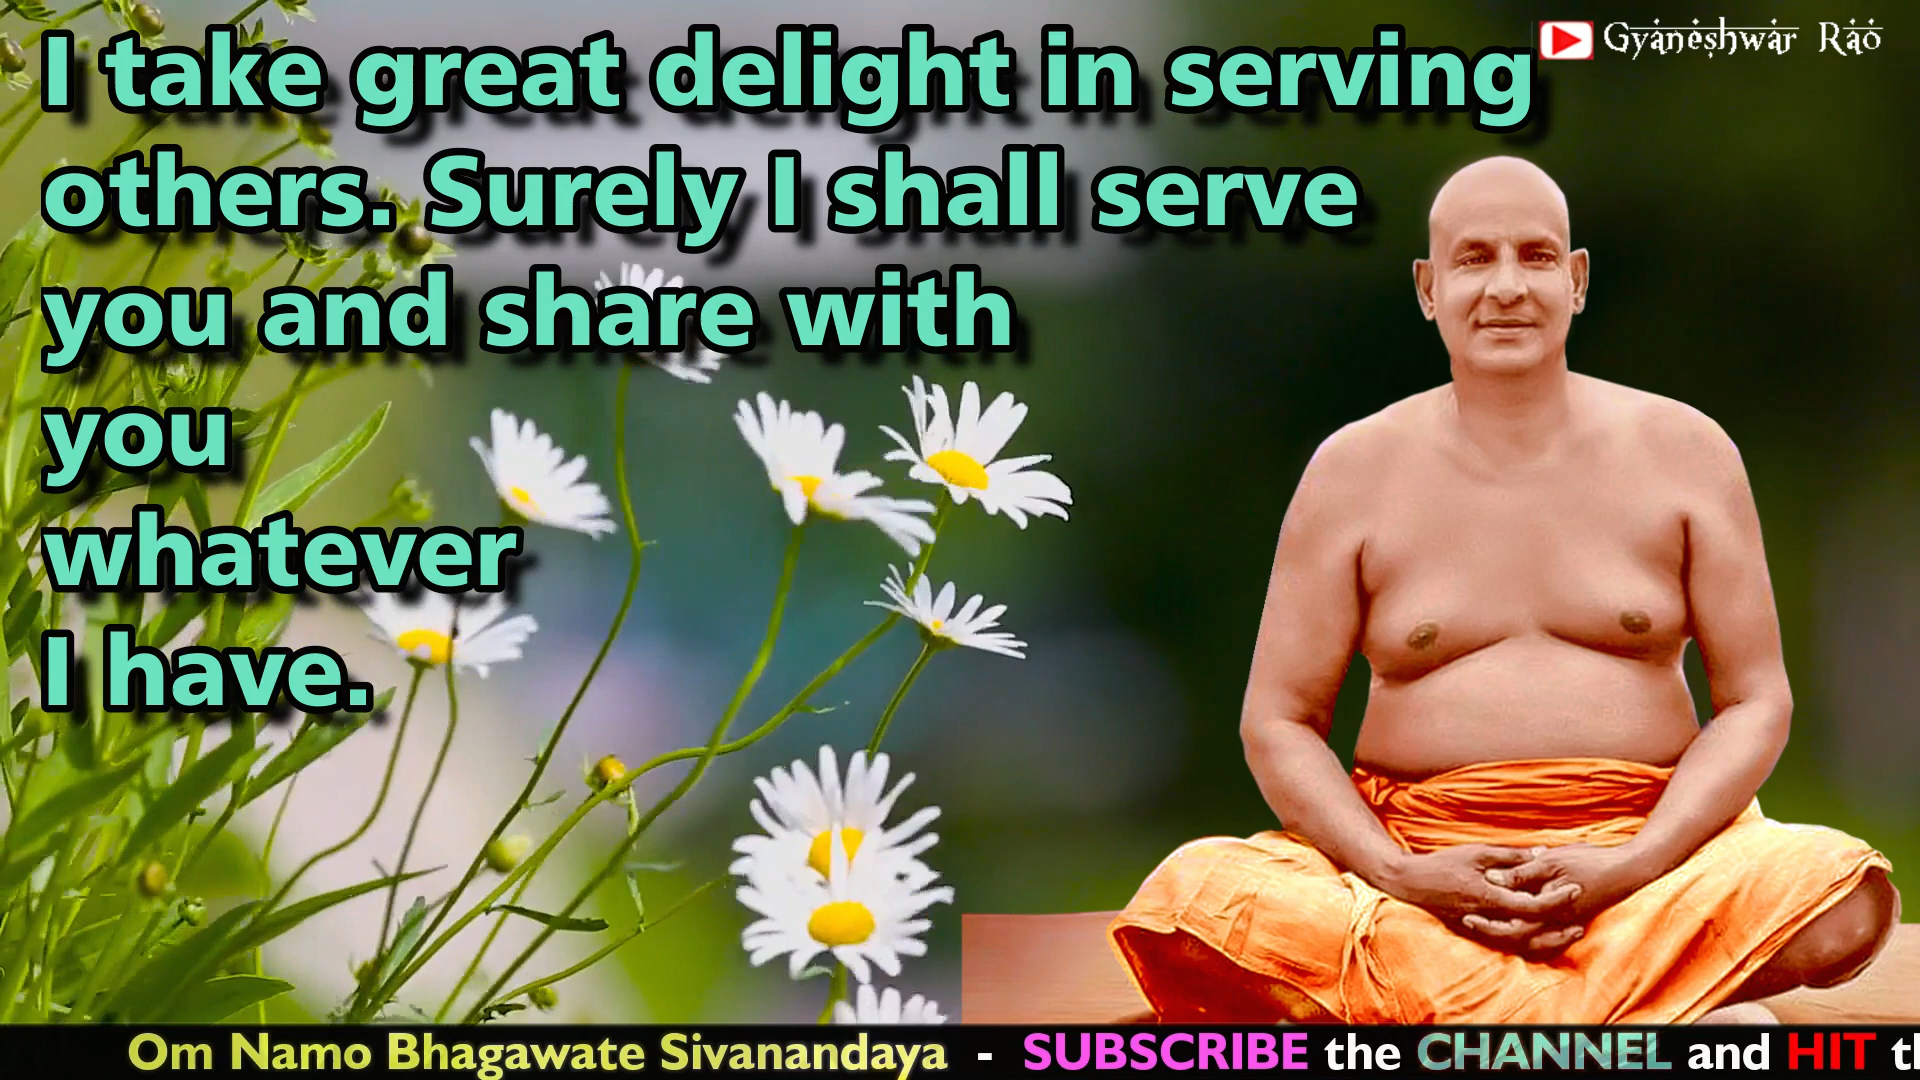 Gyaneshwar Rao
I take great delight in serving
others. Surely I shall serve
you and share with
you
whatever
I have.
Om Namo Bhagawate Sivanandaya - SUBSCRIBE the CHANNEL and HIT